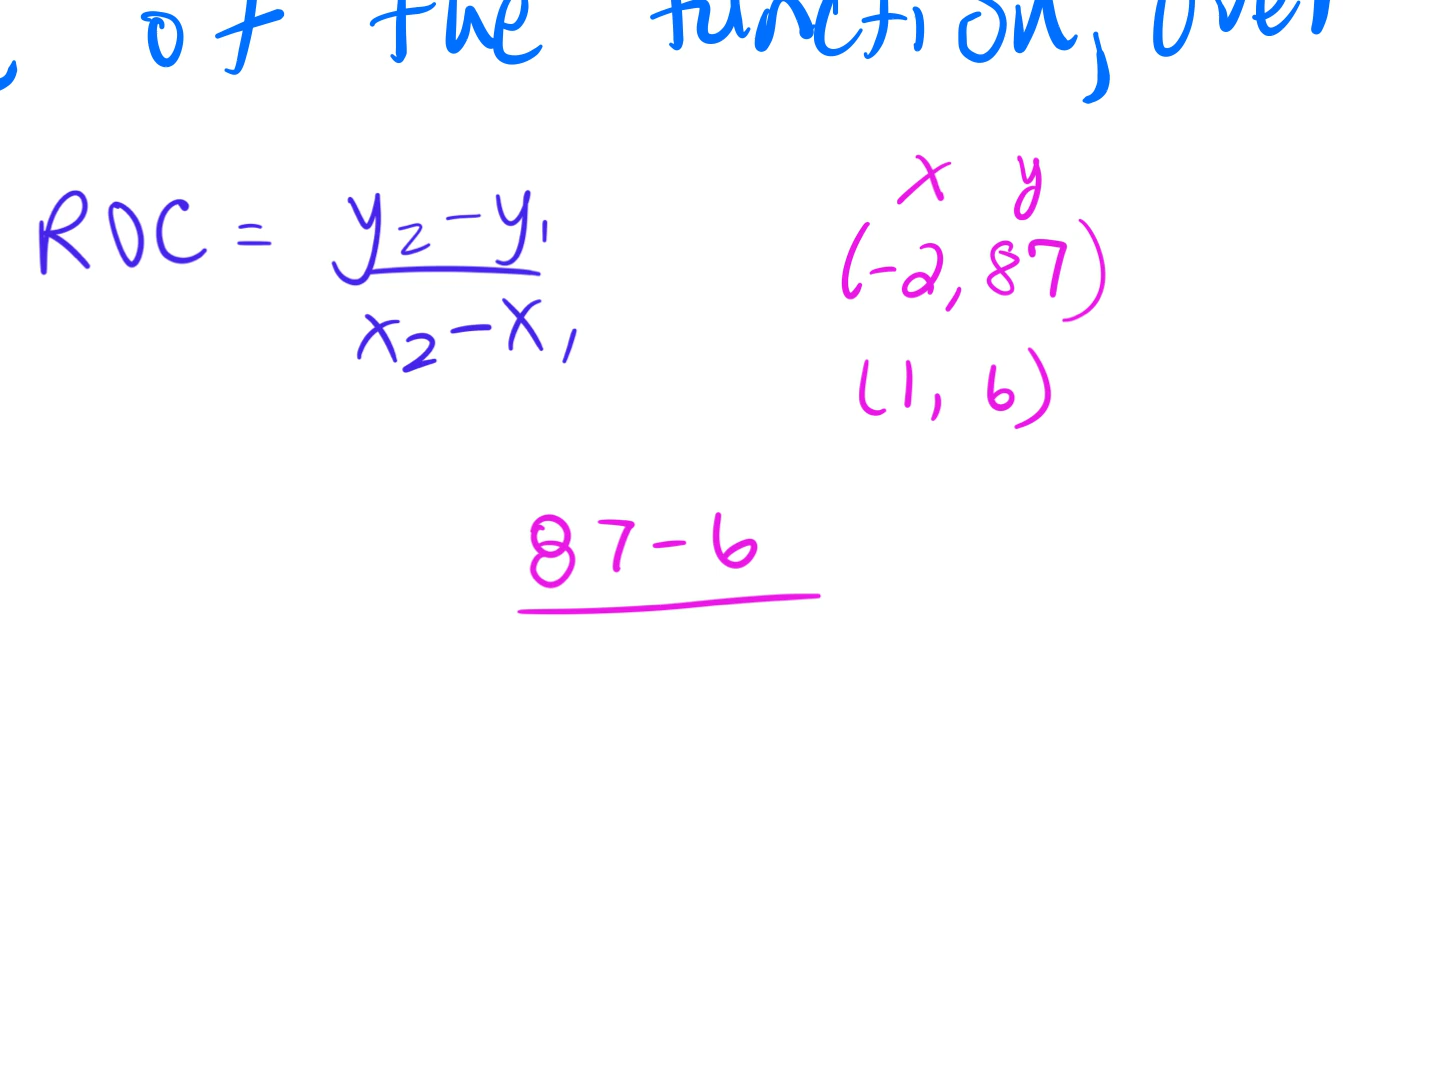 of the function, over
ROC = y₂ - y₁
x₂ - x₁
x y
(-2, 87)
(1, 6)
87 - 6